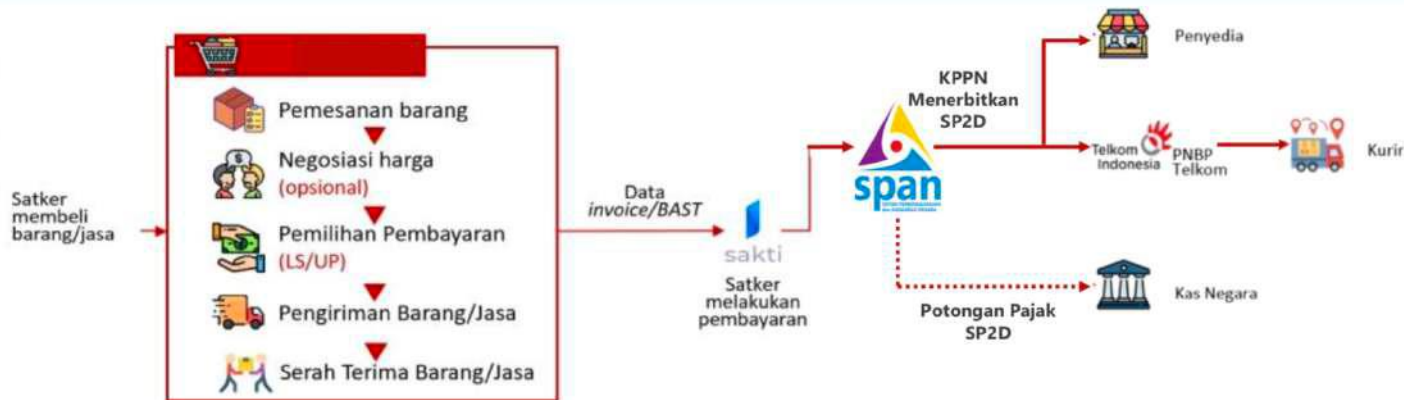 Satker
membeli
barang/jasa
Pemesanan barang
Negosiasi harga
(opsional)
Pemilihan Pembayaran
(LS/UP)
Pengiriman Barang/Jasa
Serah Terima Barang/Jasa
Data
invoice/BAST
sakti
Satker
melakukan
pembayaran
span
KPPN
Menerbitkan
SP2D
Potongan Pajak
SP2D
Penyedia
Telkom
Indonesia
PNBP
Telkom
Kurir
Kas Negara